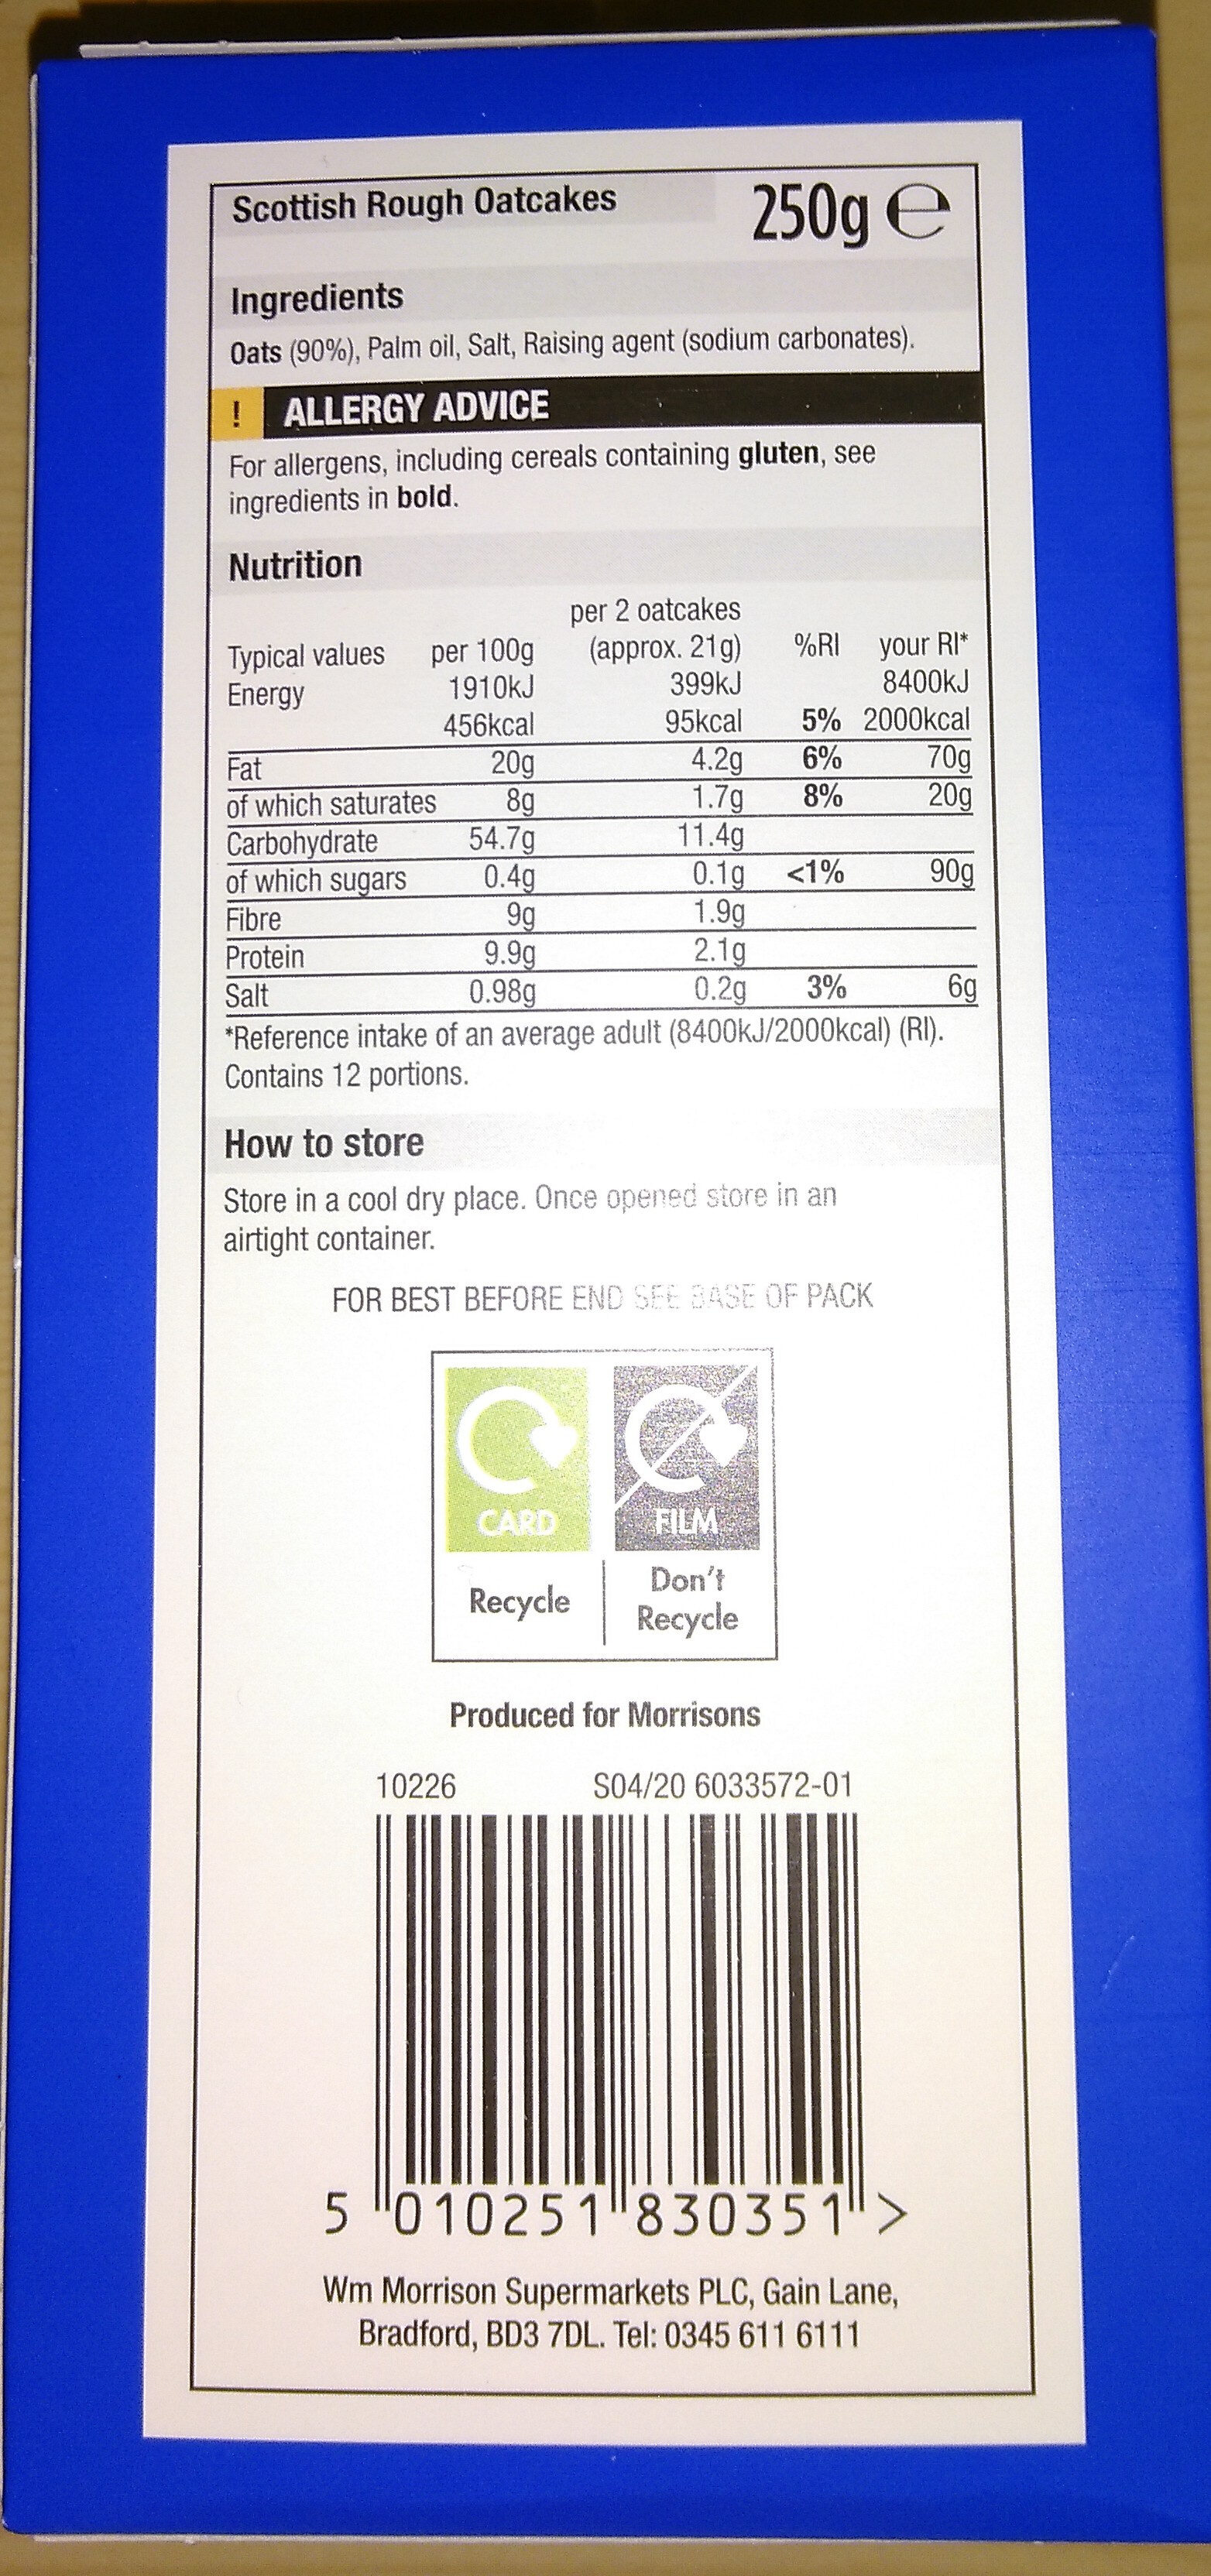 Scottish Rough Oatcakes 250g ℮
Ingredients
Oats (90%), Palm oil, Salt, Raising agent (sodium carbonates).
! ALLERGY ADVICE
For allergens, including cereals containing gluten, see
ingredients in bold.
Nutrition
per 2 oatcakes
Typical values per 100g (approx. 21g) %RI your RI*
Energy 1910kJ 399kJ 8400kJ
456kcal 95kcal 5% 2000kcal
Fat 20g 4.2g 6% 70g
of which saturates 8g 1.7g 8% 20g
Carbohydrate 54.7g 11.4g
of which sugars 0.4g 0.1g <1% 90g
Fibre 9g 1.9g
Protein 9.9g 2.1g
Salt 0.98g 0.2g 3% 6g
*Reference intake of an average adult (8400kJ/2000kcal) (RI).
Contains 12 portions.
How to store
Store in a cool dry place. Once opened store in an
airtight container.
FOR BEST BEFORE END SEE BASE OF PACK
CARD FILM
Recycle Don't
Recycle
Produced for Morrisons
10226 S04/20 6033572-01
5 010251 830351 >
Wm Morrison Supermarkets PLC, Gain Lane,
Bradford, BD3 7DL. Tel: 0345 611 6111